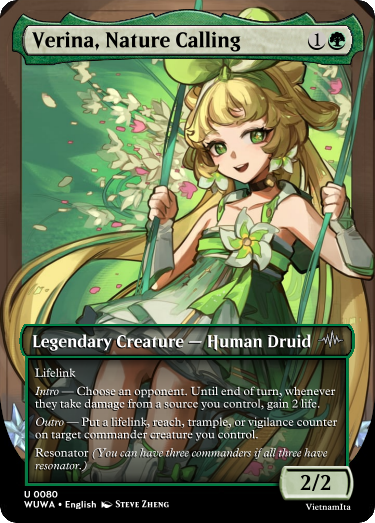 Verina, Nature Calling 1
Legendary Creature — Human Druid
Lifelink
Intro — Choose an opponent. Until end of turn, whenever
they take damage from a source you control, gain 2 life.
Outro — Put a lifelink, reach, trample, or vigilance counter
on target commander creature you control.
Resonator (You can have three commanders if all three have
resonator.)
2/2
U 0080
WUWA • English Steve Zheng
VietnamIta